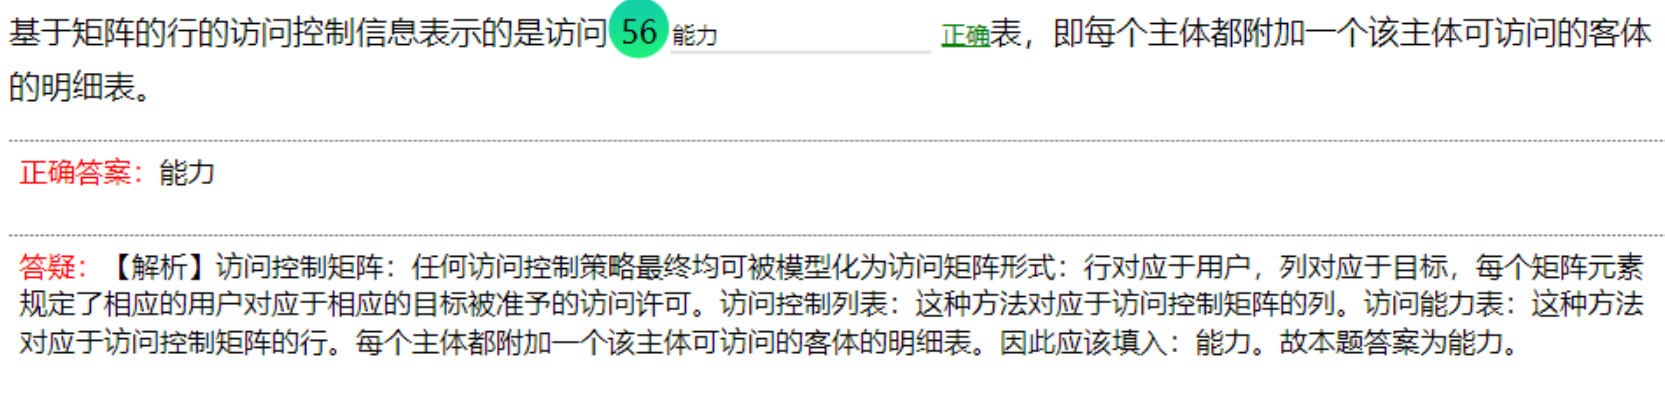 基于矩阵的行的访问控制信息表示的是访问 56 能力 正确表，即每个主体都附加一个该主体可访问的客体
的明细表。
正确答案：能力
答疑：【解析】访问控制矩阵：任何访问控制策略最终均可被模型化为访问矩阵形式：行对应于用户，列对应于目标，每个矩阵元素
规定了相应的用户对应于相应的目标被准予的访问许可。访问控制列表：这种方法对应于访问控制矩阵的列。访问能力表：这种方法
对应于访问控制矩阵的行。每个主体都附加一个该主体可访问的客体的明细表。因此应该填入：能力。故本题答案为能力。